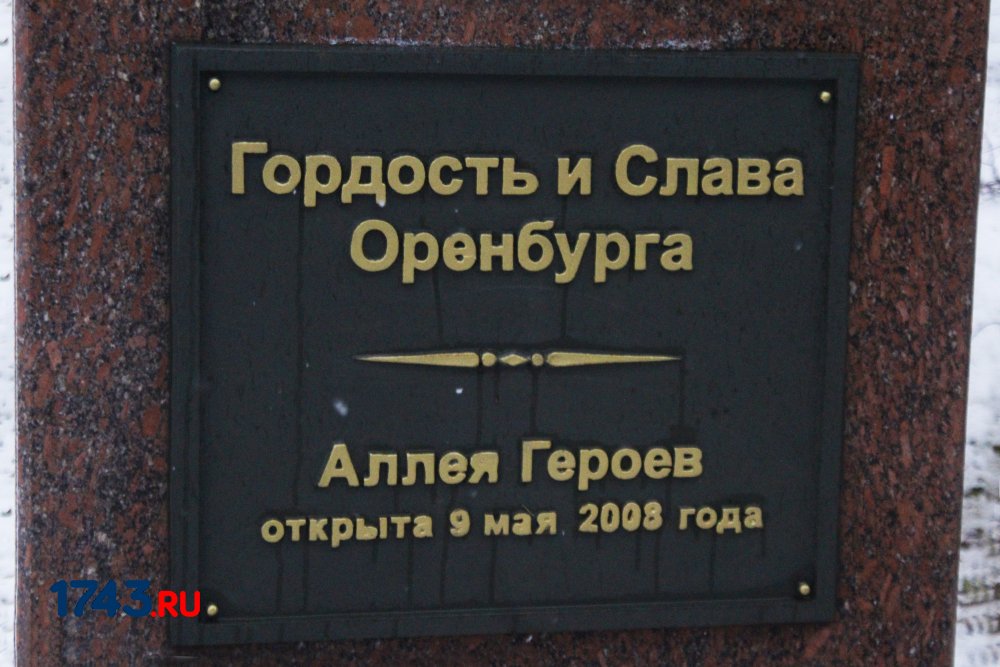 Гордость и Слава
Оренбурга
Аллея Героев
открыта 9 мая 2008 года
1743.RU